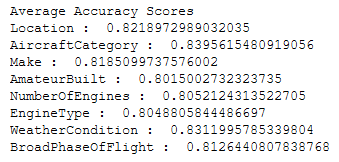 Average Accuracy Scores
Location :  0.8218972989032035
AircraftCategory :  0.8395615480919056
Make :  0.8185099737576002
AmateurBuilt :  0.8015002732323735
NumberOfEngines :  0.8052124313522705
EngineType :  0.8048805844486697
WeatherCondition :  0.8311995785339804
BroadPhaseOfFlight :  0.8126440807838768